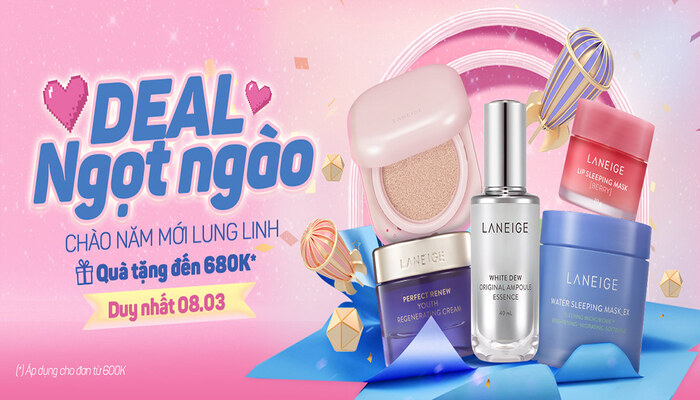 DEAL
Ngọt ngào
CHÀO NĂM MỚI LUNG LINH
Quà tặng đến 680K*
Duy nhất 08.03
(*) Áp dụng cho đơn từ 600K
LANEIGE
LANEIGE
PERFECT RENEW
YOUTH
REGENERATING CREAM
LANEIGE
WHITE DEW
ORIGINAL AMPOULE
ESSENCE
LANEIGE
LIP SLEEPING MASK
[BERRY]
LANEIGE
WATER SLEEPING MASK_EX